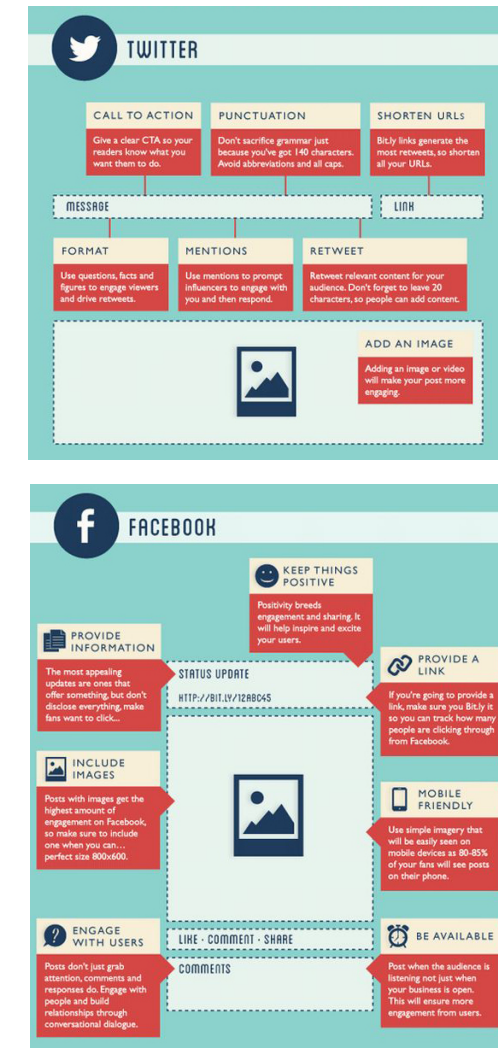 TWITTER
CALL TO ACTION
Give a clear CTA so your
readers know what you
want them to do.
PUNCTUATION
Don't sacrifice grammar just
because you've got 140 characters.
Avoid abbreviations and all caps.
SHORTEN URLs
Bit.ly links generate the
most retweets, so shorten
all your URLs.
MESSAGE
LINK
FORMAT
Use questions, facts and
figures to engage viewers
and drive retweets.
MENTIONS
Use mentions to prompt
influencers to engage with
you and then respond.
RETWEET
Retweet relevant content for your
audience. Don't forget to leave 20
characters, so people can add content.
ADD AN IMAGE
Adding an image or video
will make your post more
engaging.
f
FACEBOOK
KEEP THINGS
POSITIVE
Positivity breeds
engagement and sharing. It
will help inspire and excite
your users.
PROVIDE
INFORMATION
The most appealing
updates are ones that
offer something, but don't
disclose everything, make
fans want to click...
STATUS UPDATE
HTTP://BIT.LY/12ABC45
PROVIDE A
LINK
If you're going to provide a
link, make sure you Bit.ly it
so you can track how many
people are clicking through
from Facebook.
INCLUDE
IMAGES
Posts with images get the
highest amount of
engagement on Facebook,
so make sure to include
one when you can...
perfect size 800x600.
MOBILE
FRIENDLY
Use simple imagery that
will be easily seen on
mobile devices as 80-85%
of your fans will see posts
on their phone.
?
ENGAGE
WITH USERS
Posts don't just grab
attention, comments and
responses do. Engage with
people and build
relationships through
conversational dialogue.
LIKE · COMMENT · SHARE
COMMENTS
BE AVAILABLE
Post when the audience is
listening not just when
your business is open.
This will ensure more
engagement from users.